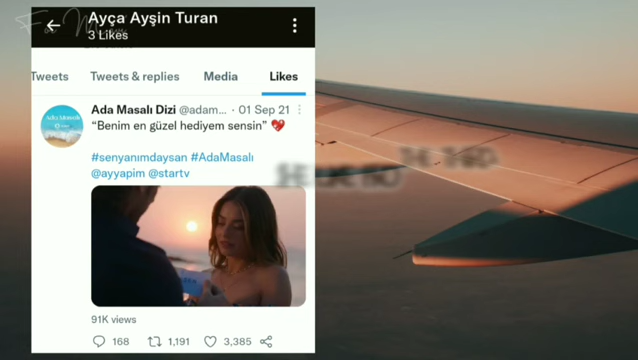 Ayça Ayşin Turan
3 Likes
Tweets Tweets & replies Media Likes
Ada Masalı Dizi @adam... · 01 Sep 21
“Benim en güzel hediyem sensin” 💖
#senyanımdaysan #AdaMasalı
@ayyapim @startv
91K views
168 1,191 3,385